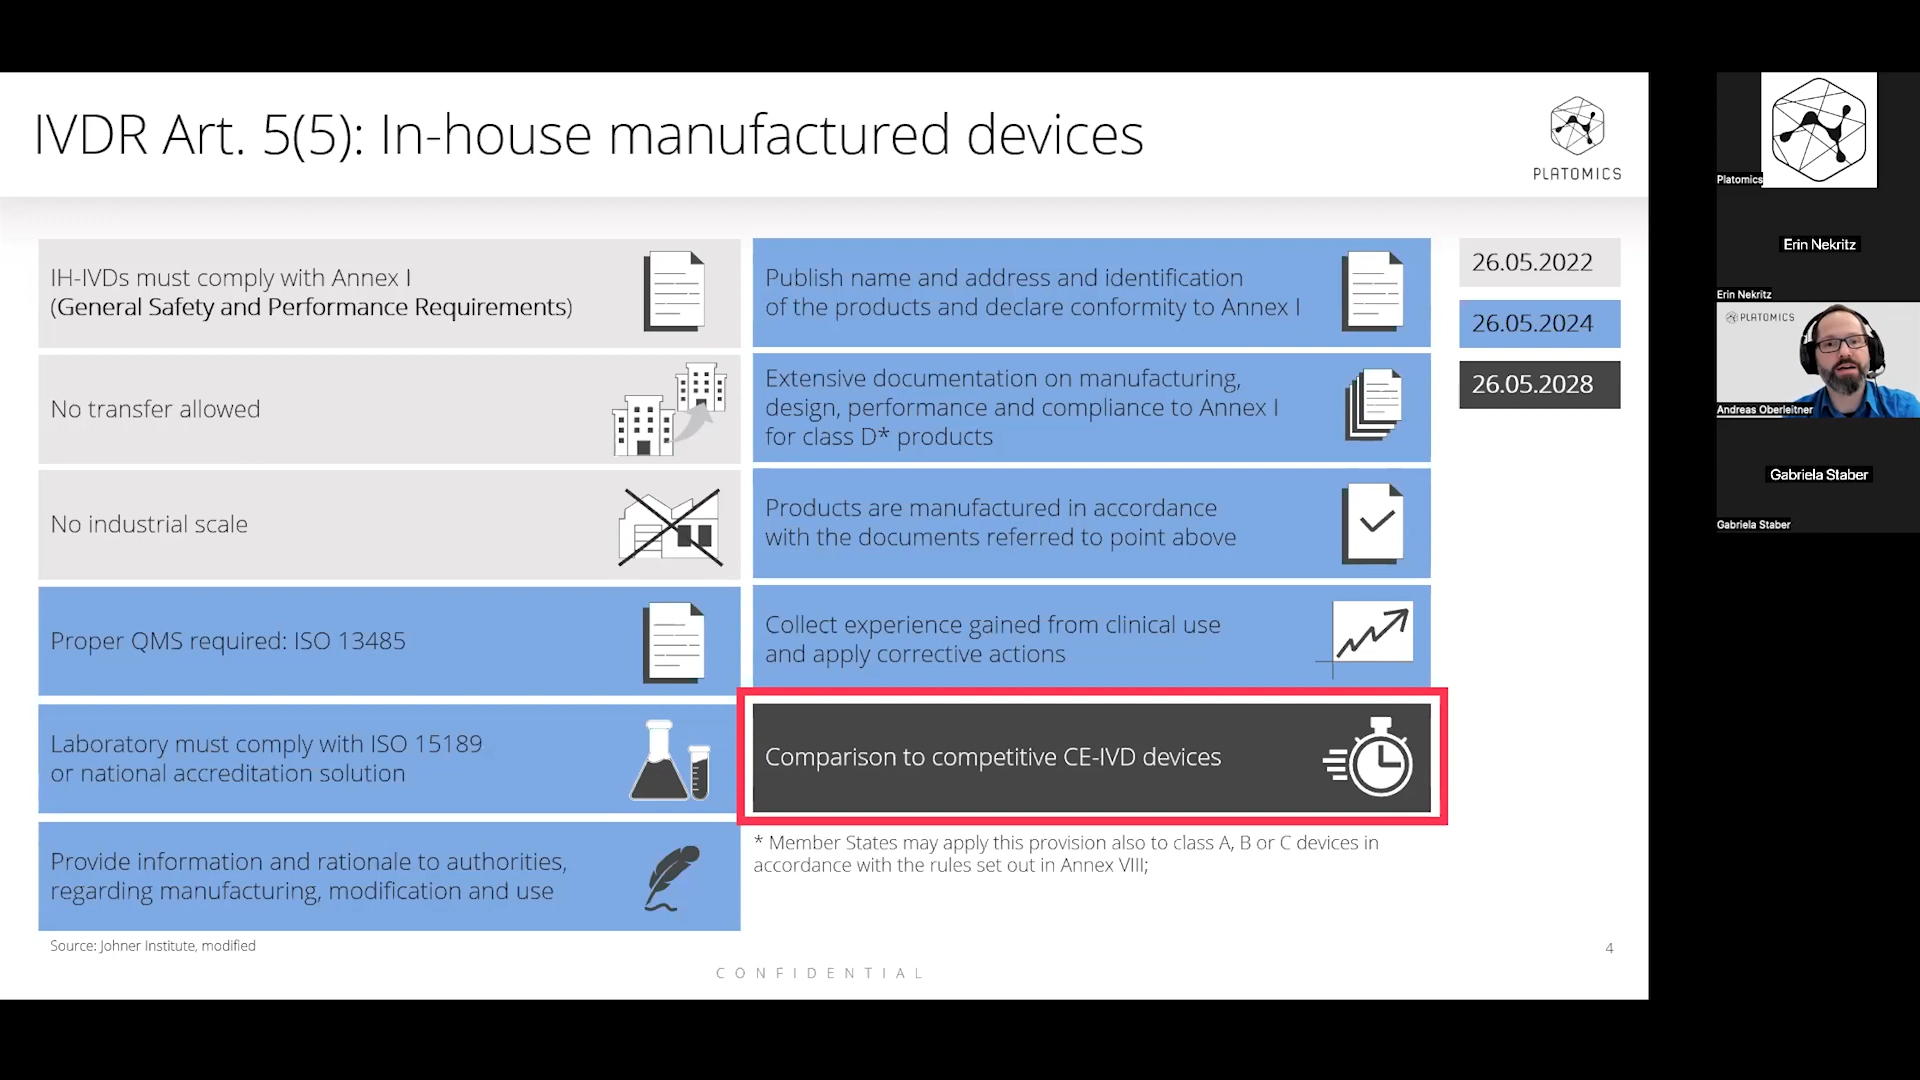 IVDR Art. 5(5): In-house manufactured devices
PLATOMICS
IH-IVDs must comply with Annex I
(General Safety and Performance Requirements)
No transfer allowed
No industrial scale
Proper QMS required: ISO 13485
Laboratory must comply with ISO 15189
or national accreditation solution
Provide information and rationale to authorities,
regarding manufacturing, modification and use
Source: Johner Institute, modified
Publish name and address and identification
of the products and declare conformity to Annex I
Extensive documentation on manufacturing,
design, performance and compliance to Annex I
for class D* products
Products are manufactured in accordance
with the documents referred to point above
Collect experience gained from clinical use
and apply corrective actions
Comparison to competitive CE-IVD devices
* Member States may apply this provision also to class A, B or C devices in
accordance with the rules set out in Annex VIII;
26.05.2022
26.05.2024
26.05.2028
4
CONFIDENTIAL
Platomics
Erin Nekritz
Erin Nekritz
PLATOMICS
Andreas Oberleitner
Gabriela Staber
Gabriela Staber